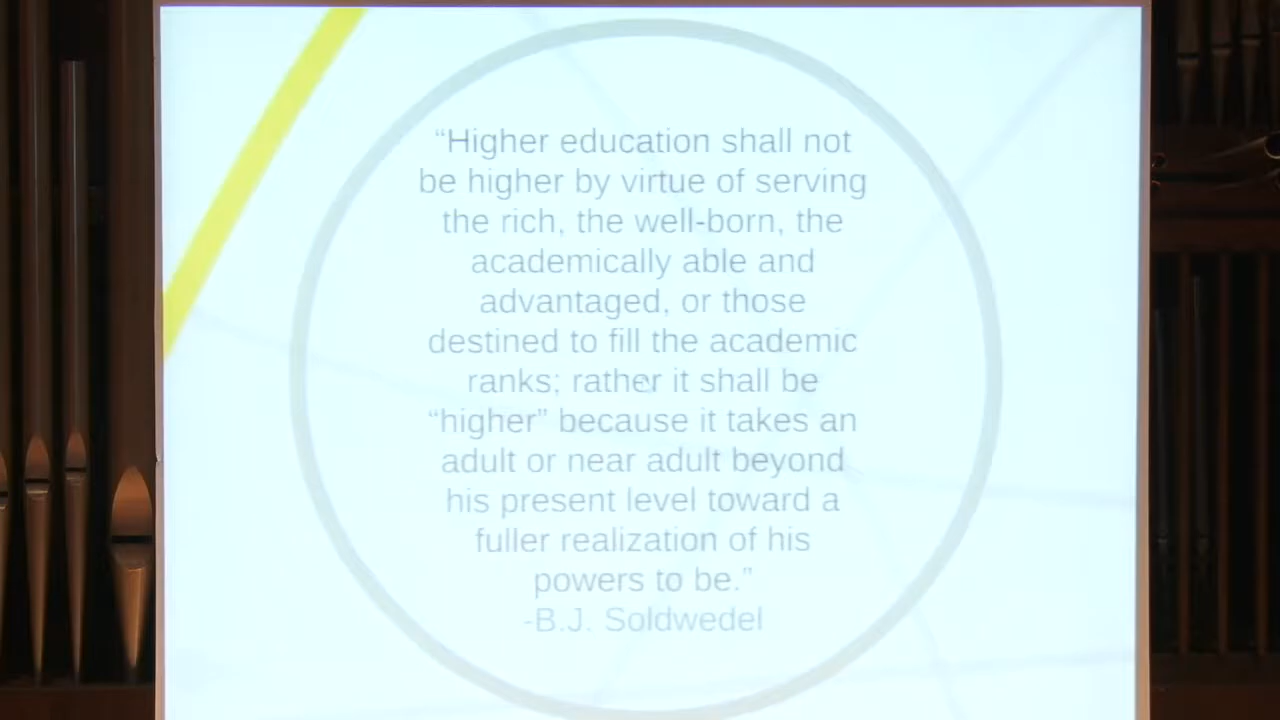 “Higher education shall not
be higher by virtue of serving
the rich, the well-born, the
academically able and
advantaged, or those
destined to fill the academic
ranks; rather it shall be
“higher” because it takes an
adult or near adult beyond
his present level toward a
fuller realization of his
powers to be.”
-B.J. Soldwedel